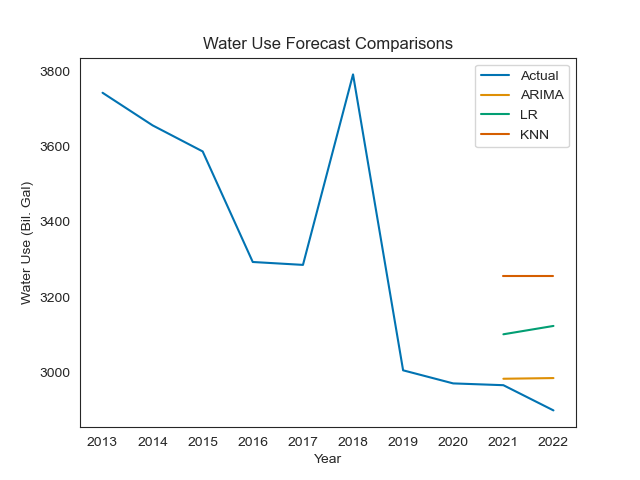 Water Use Forecast Comparisons
Actual
ARIMA
LR
KNN
3800
3600
3400
3200
3000
Water Use (Bil. Gal)
2013 2014 2015 2016 2017 2018 2019 2020 2021 2022
Year